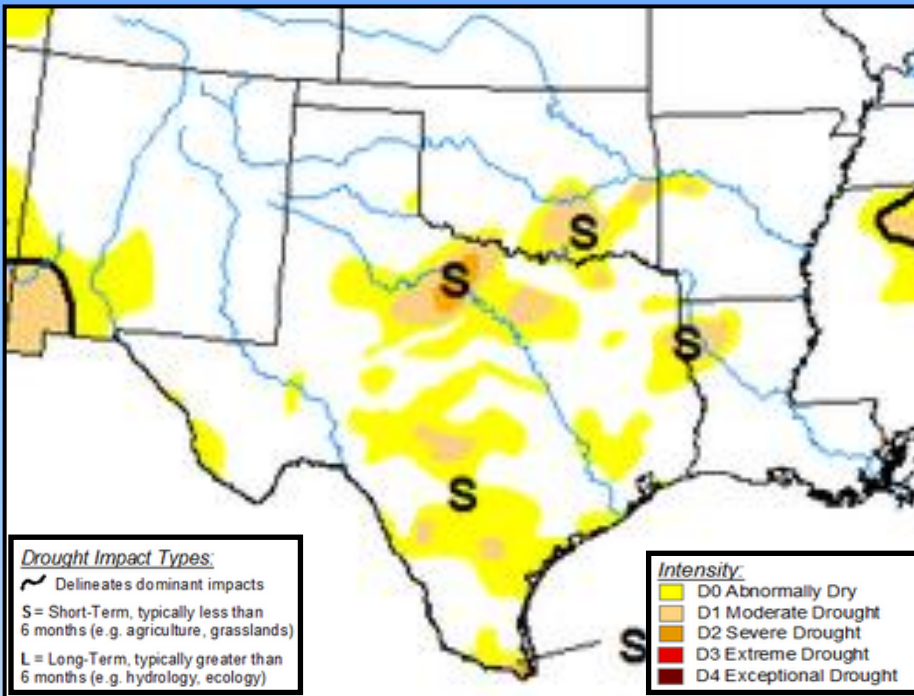 S
S
S
S
S
Drought Impact Types:
Delineates dominant impacts
S = Short-Term, typically less than
6 months (e.g. agriculture, grasslands)
L = Long-Term, typically greater than
6 months (e.g. hydrology, ecology)
Intensity:
D0 Abnormally Dry
D1 Moderate Drought
D2 Severe Drought
D3 Extreme Drought
D4 Exceptional Drought